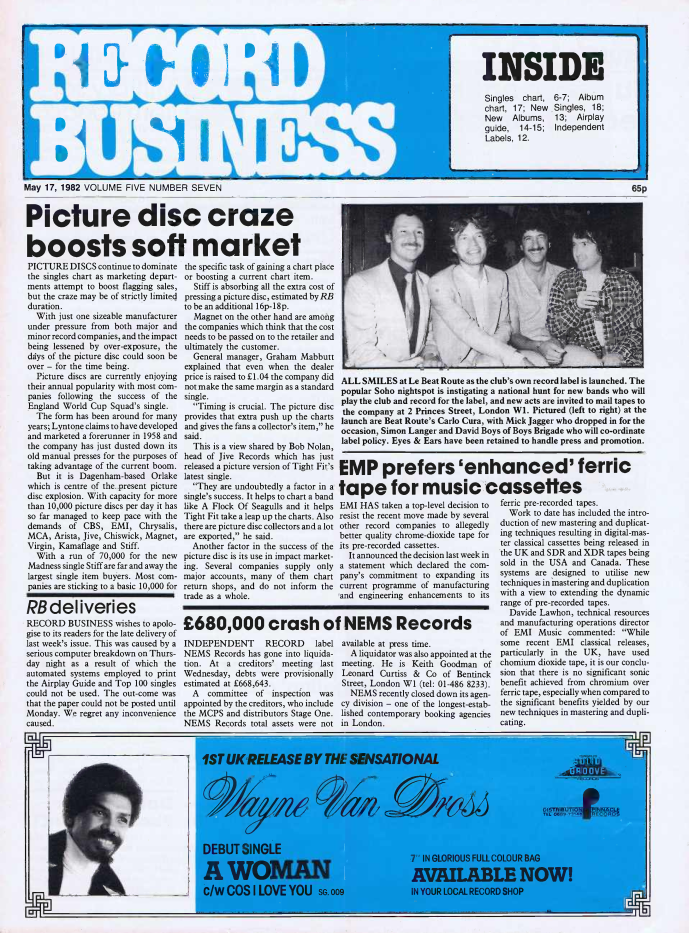 RECORD
BUSINESS
INSIDE
Singles chart, 6-7; Album
chart, 17; New Singles, 18;
New Albums, 13; Airplay
guide, 14-15; Independent
Labels, 12.
May 17, 1982 VOLUME FIVE NUMBER SEVEN
65p
Picture disc craze
boosts soft market
PICTURE DISCS continue to dominate
the singles chart as marketing depart-
ments attempt to boost flagging sales,
but the craze may be of strictly limited
duration.
With just one sizeable manufacturer
under pressure from both major and
minor record companies, and the impact
being lessened by over-exposure, the
days of the picture disc could soon be
over – for the time being.
Picture discs are currently enjoying
their annual popularity with most com-
panies following the success of the
England World Cup Squad's single.
The form has been around for many
years; Lyntone claims to have developed
and marketed a forerunner in 1958 and
the company has just dusted down its
old manual presses for the purposes of
taking advantage of the current boom.
But it is Dagenham-based Orlake
which is centre of the present picture
disc explosion. With capacity for more
than 10,000 picture discs per day it has
so far managed to keep pace with the
demands of CBS, EMI, Chrysalis,
MCA, Arista, Jive, Chiswick, Magnet,
Virgin, Kamaflage and Stiff.
With a run of 70,000 for the new
Madness single Stiff are far and away the
largest single item buyers. Most com-
panies are sticking to a basic 10,000 for
the specific task of gaining a chart place
or boosting a current chart item.
Stiff is absorbing all the extra cost of
pressing a picture disc, estimated by RB
to be an additional 16p-18p.
Magnet on the other hand are among
the companies which think that the cost
needs to be passed on to the retailer and
ultimately the customer.
General manager, Graham Mabbutt
explained that even when the dealer
price is raised to £1.04 the company did
not make the same margin as a standard
single.
"Timing is crucial. The picture disc
provides that extra push up the charts
and gives the fans a collector's item," he
said.
This is a view shared by Bob Nolan,
head of Jive Records which has just
released a picture version of Tight Fit's
latest single.
"They are undoubtedly a factor in a
single's success. It helps to chart a band
like A Flock Of Seagulls and it helps
Tight Fit take a leap up the charts. Also
there are picture disc collectors and a lot
are exported," he said.
Another factor in the success of the
picture disc is its use in impact market-
ing. Several companies supply only
major accounts, many of them chart
return shops, and do not inform the
trade as a whole.
ALL SMILES at Le Beat Route as the club's own record label is launched. The
popular Soho nightspot is instigating a national hunt for new bands who will
play the club and record for the label, and new acts are invited to mail tapes to
the company at 2 Princes Street, London W1. Pictured (left to right) at the
launch are Beat Route's Carlo Cura, with Mick Jagger who dropped in for the
occasion, Simon Langer and David Boys of Boys Brigade who will co-ordinate
label policy. Eyes & Ears have been retained to handle press and promotion.
EMP prefers 'enhanced' ferric
tape for music cassettes
EMI HAS taken a top-level decision to
resist the recent move made by several
other record companies to allegedly
better quality chrome-dioxide tape for
its pre-recorded cassettes.
It announced the decision last week in
a statement which declared the com-
pany's commitment to expanding its
current programme of manufacturing
and engineering enhancements to its
ferric pre-recorded tapes.
Work to date has included the intro-
duction of new mastering and duplicat-
ing techniques resulting in digital-mas-
ter classical cassettes being released in
the UK and SDR and XDR tapes being
sold in the USA and Canada. These
systems are designed to utilise new
techniques in mastering and duplication
with a view to extending the dynamic
range of pre-recorded tapes.
Davide Lawhon, technical resources
and manufacturing operations director
of EMI Music commented: "While
some recent EMI classical releases,
particularly in the UK, have used
chomium dioxide tape, it is our conclu-
sion that there is no significant sonic
benefit achieved from chromium over
ferric tape, especially when compared to
the significant benefits yielded by our
new techniques in mastering and dupli-
cating.
RB deliveries
RECORD BUSINESS wishes to apolo-
gise to its readers for the late delivery of
last week's issue. This was caused by a
serious computer breakdown on Thurs-
day night as a result of which the
automated systems employed to print
the Airplay Guide and Top 100 singles
could not be used. The out-come was
that the paper could not be posted until
Monday. We regret any inconvenience
caused.
£680,000 crash of NEMS Records
INDEPENDENT RECORD label
NEMS Records has gone into liquida-
tion. At a creditors' meeting last
Wednesday, debts were provisionally
estimated at £668,643.
A committee of inspection was
appointed by the creditors, who include
the MCPS and distributors Stage One.
NEMS Records total assets were not
available at press time.
A liquidator was also appointed at the
meeting. He is Keith Goodman of
Leonard Curtiss & Co of Bentinck
Street, London W1 (tel: 01-486 8233).
NEMS recently closed down its agen-
cy division – one of the longest-estab-
lished contemporary booking agencies
in London.
1ST UK RELEASE BY THE SENSATIONAL
Wayne Van Dross
DEBUT SINGLE
A WOMAN
c/w COS I LOVE YOU SG. 009
7" IN GLORIOUS FULL COLOUR BAG
AVAILABLE NOW!
IN YOUR LOCAL RECORD SHOP
SOLID
GROOVE
DISTRIBUTION PINNACLE
RECORDS